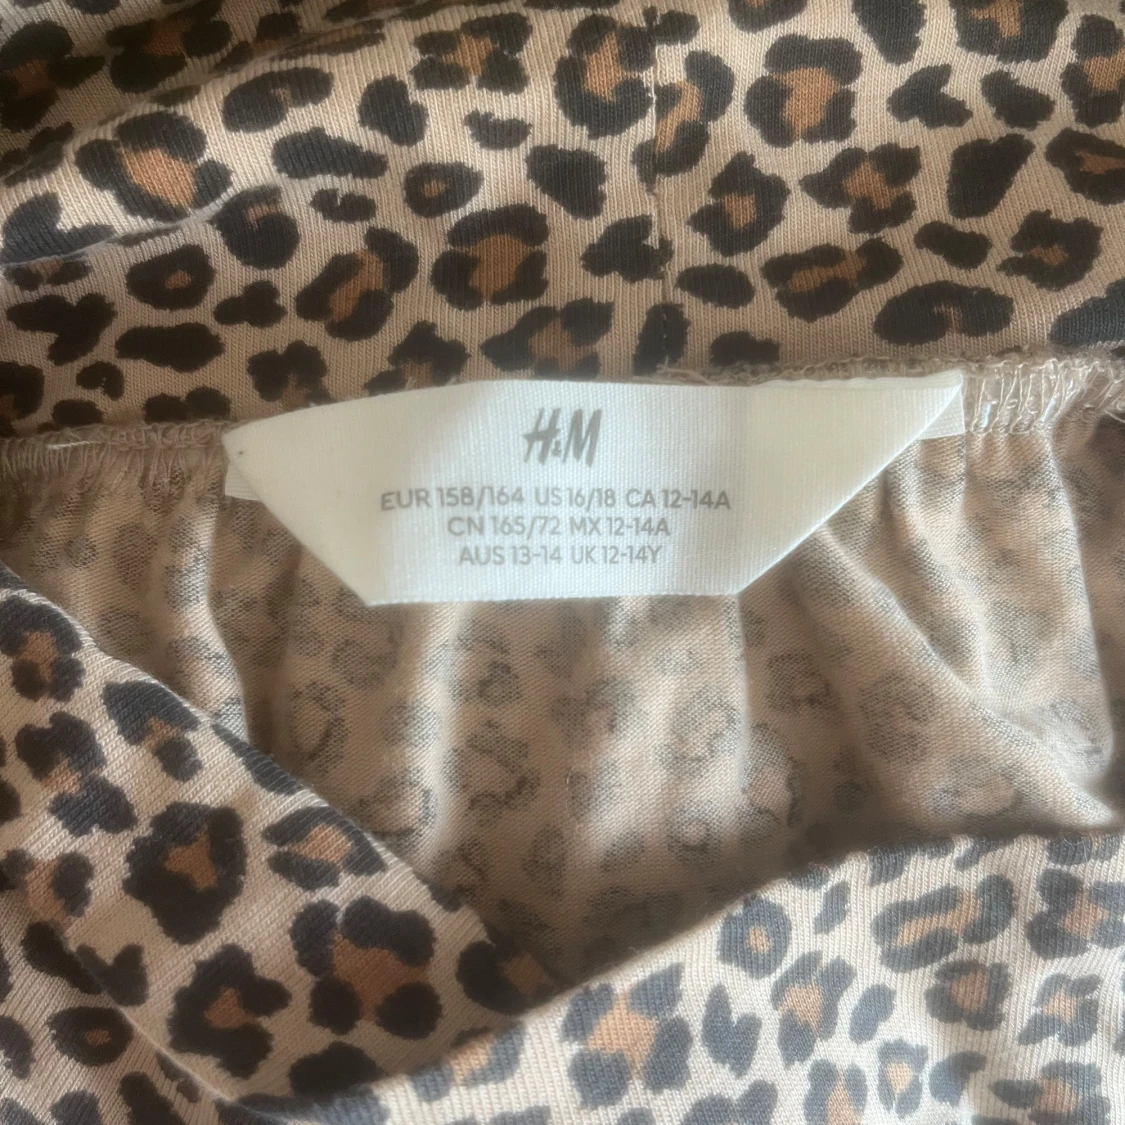 H&M
EUR 158/164 US 16/18 CA 12-14A
CN 165/72 MX 12-14A
AUS 13-14 UK 12-14Y